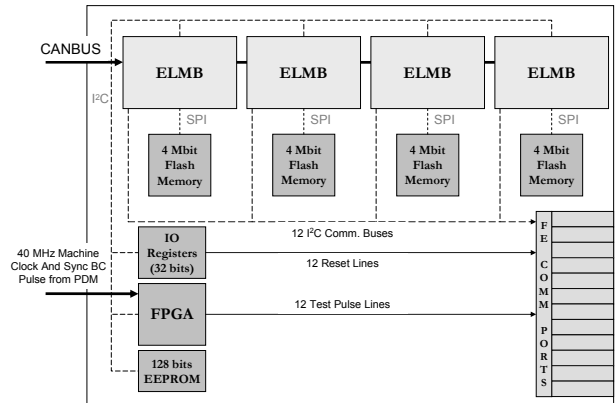 CANBUS
ELMB
ELMB
ELMB
ELMB
I²C
SPI
SPI
SPI
SPI
4 Mbit
Flash
Memory
4 Mbit
Flash
Memory
4 Mbit
Flash
Memory
4 Mbit
Flash
Memory
12 I²C Comm. Buses
IO
Registers
(32 bits)
40 MHz Machine
Clock And Sync BC
Pulse from PDM
12 Reset Lines
FPGA
12 Test Pulse Lines
128 bits
EEPROM
FE COMM PORTS